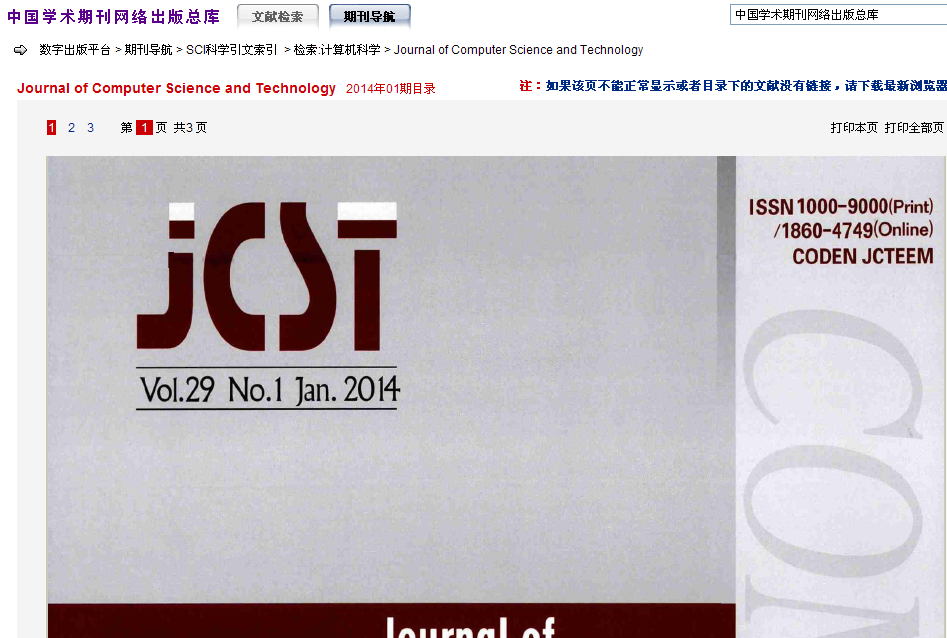 中国学术期刊网络出版总库 文献检索 期刊导航 中国学术期刊网络出版总库
数字出版平台 > 期刊导航 > SCI科学引文索引 > 检索:计算机科学 > Journal of Computer Science and Technology
Journal of Computer Science and Technology 2014年01期目录 注：如果该页不能正常显示或者目录下的文献没有链接，请下载最新浏览器
1 2 3 第 1 页 共3页 打印本页 打印全部页
ISSN 1000-9000(Print)
/1860-4749(Online)
CODEN JCTEEM
JCST
Vol.29 No.1 Jan. 2014
COM
Journal of